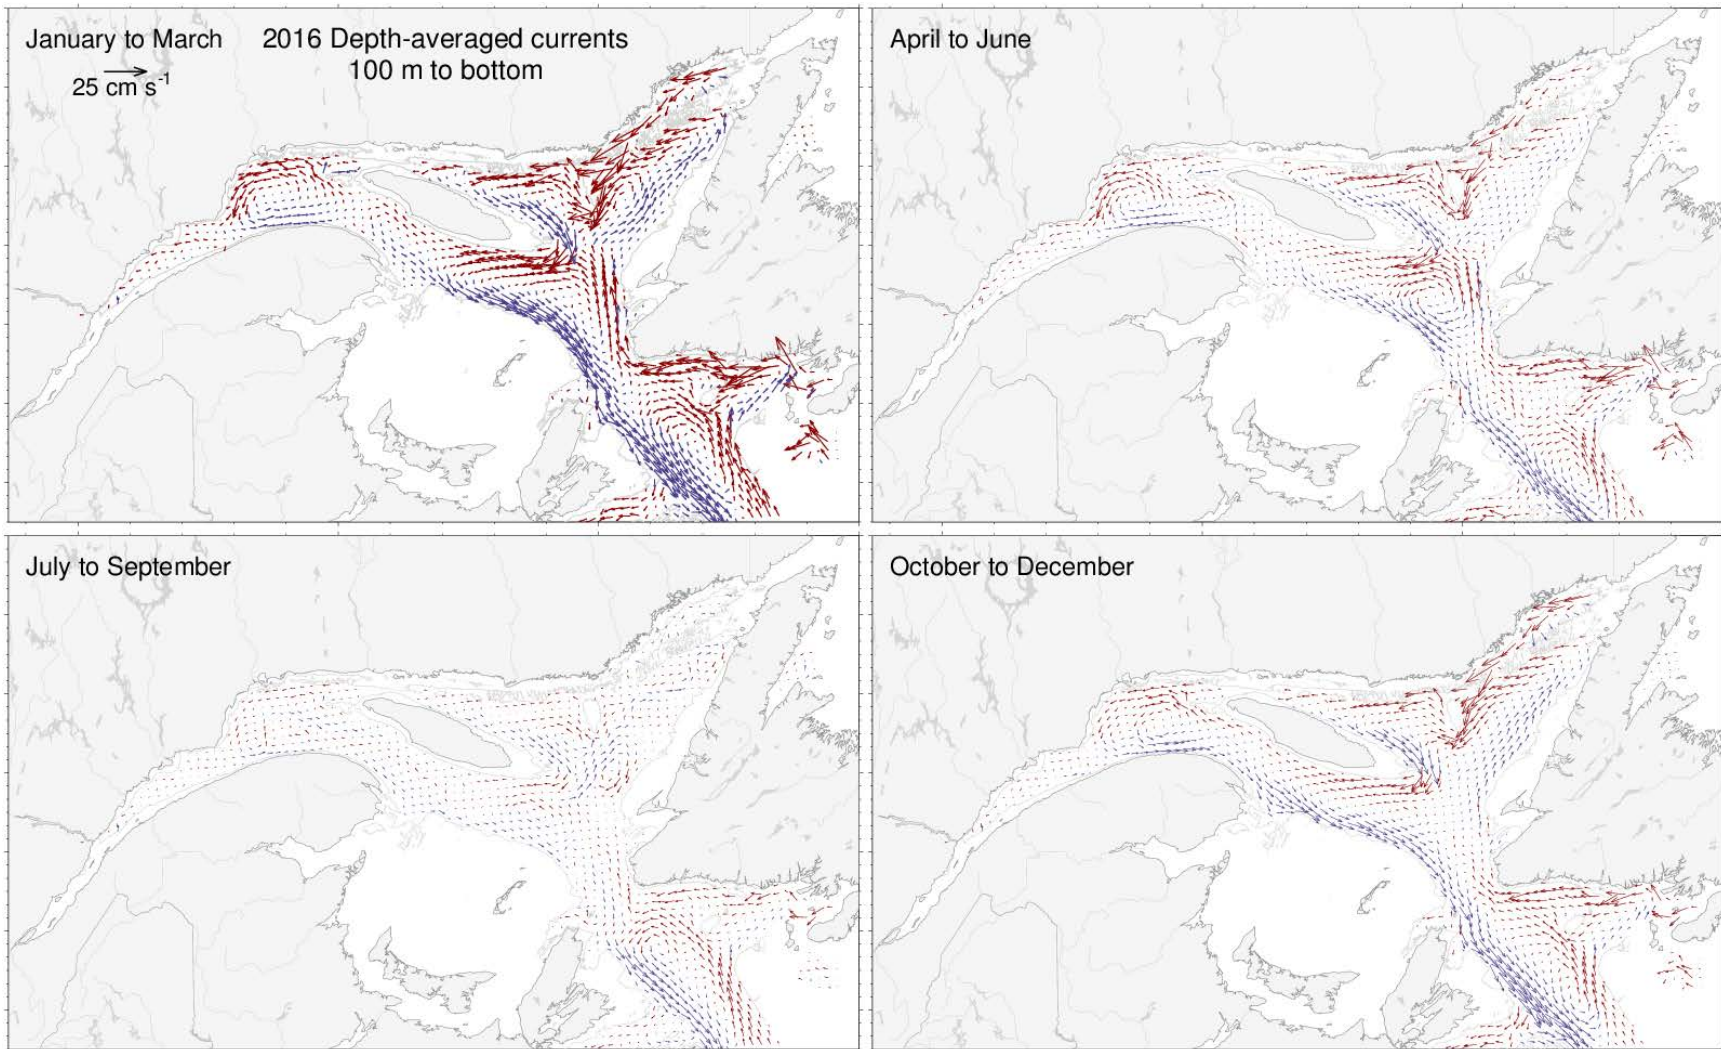 January to March
25 cm s⁻¹
2016 Depth-averaged currents
100 m to bottom
April to June
July to September
October to December